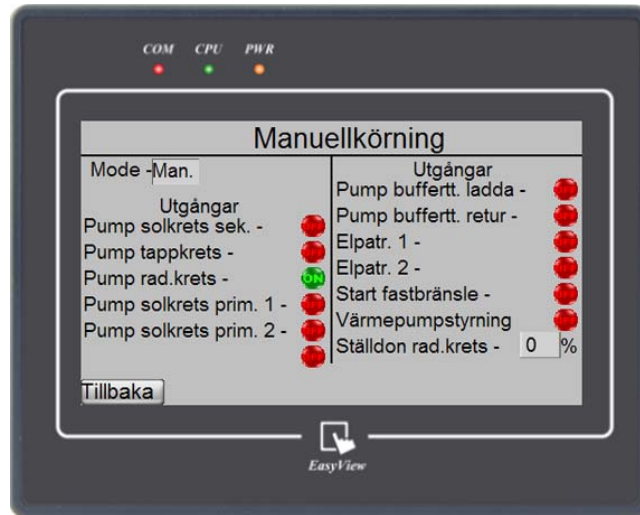 COM CPU PWR
Manuellkörning
Mode - Man.
Utgångar
Pump solkrets sek. -
Pump tappkrets -
Pump rad.krets - ON
Pump solkrets prim. 1 -
Pump solkrets prim. 2 -
Tillbaka
Utgångar
Pump buffertt. ladda -
Pump buffertt. retur -
Elpatr. 1 -
Elpatr. 2 -
Start fastbränsle -
Värmepumpstyrning
Ställdon rad.krets - 0 %
EasyView